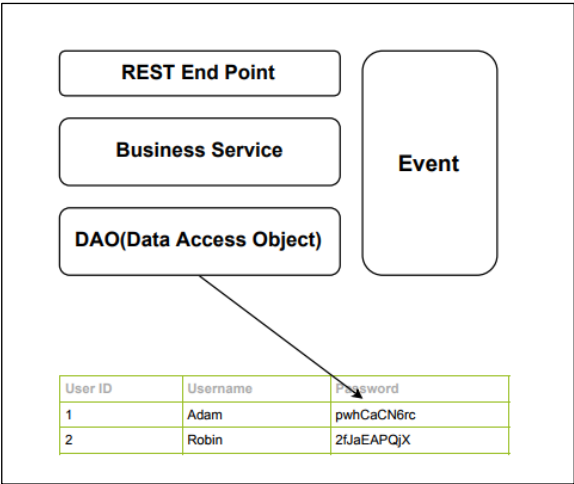 REST End Point
Business Service
Event
DAO(Data Access Object)
User ID Username Password
1 Adam pwhCaCN6rc
2 Robin 2fJaEAPQjX